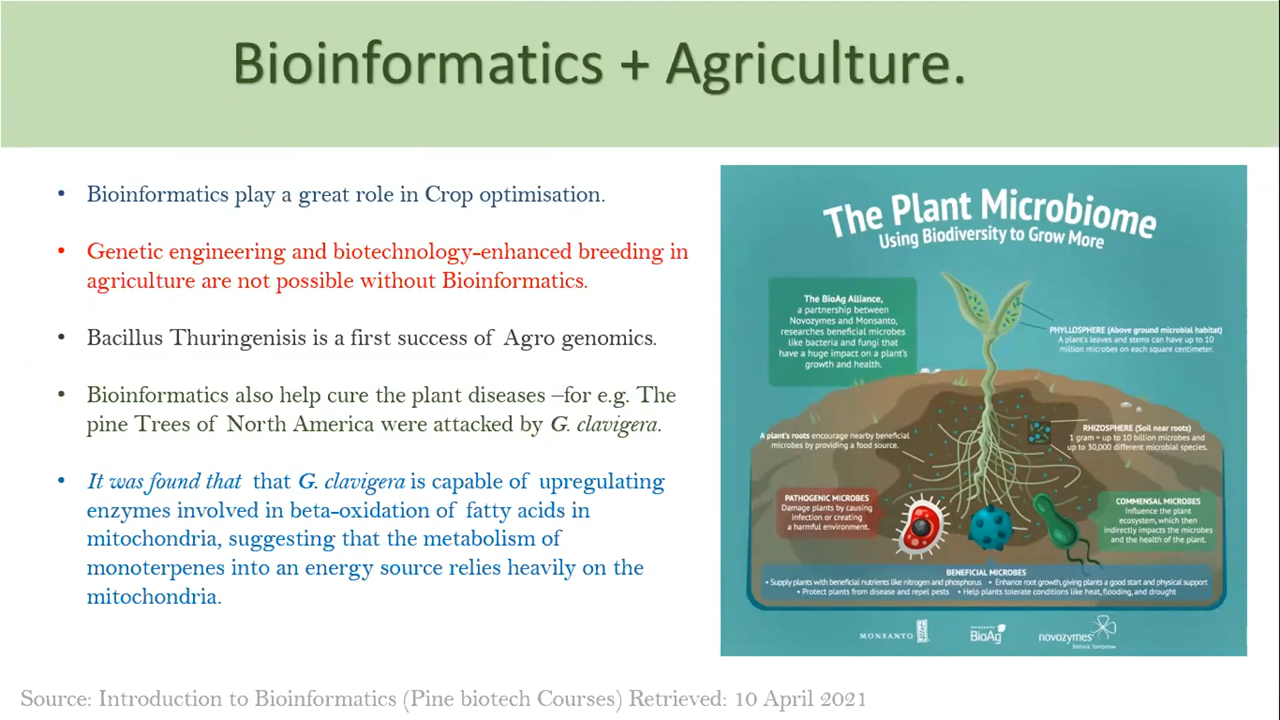 Bioinformatics + Agriculture.
• Bioinformatics play a great role in Crop optimisation.
• Genetic engineering and biotechnology-enhanced breeding in
agriculture are not possible without Bioinformatics.
• Bacillus Thuringenisis is a first success of Agro genomics.
• Bioinformatics also help cure the plant diseases –for e.g. The
pine Trees of North America were attacked by G. clavigera.
• It was found that that G. clavigera is capable of upregulating
enzymes involved in beta-oxidation of fatty acids in
mitochondria, suggesting that the metabolism of
monoterpenes into an energy source relies heavily on the
mitochondria.
The Plant Microbiome
Using Biodiversity to Grow More
The BioAg Alliance,
a partnership between
Novozymes and Monsanto,
researches beneficial microbes
like bacteria and fungi that
have a huge impact on a plant's
growth and health.
PHYLLOSPHERE (Above ground microbial habitat)
A plant's leaves and stems can have up to 10
million microbes on each square centimeter.
A plant's roots encourage nearby beneficial
microbes by providing a food source.
RHIZOSPHERE (Soil near roots)
1 gram = up to 10 billion microbes and
up to 30,000 different microbial species.
PATHOGENIC MICROBES
Damage plants by causing
infection or creating
a harmful environment.
COMMENSAL MICROBES
Influence the plant
ecosystem, which then
indirectly impacts the microbes
and the health of the plant.
BENEFICIAL MICROBES
• Supply plants with beneficial nutrients like nitrogen and phosphorus • Enhance root growth, giving plants a good start and physical support
• Protect plants from disease and repel pests • Help plants tolerate conditions like heat, flooding, and drought
MONSANTO
BioAg
novozymes
Rethink Tomorrow
Source: Introduction to Bioinformatics (Pine biotech Courses) Retrieved: 10 April 2021